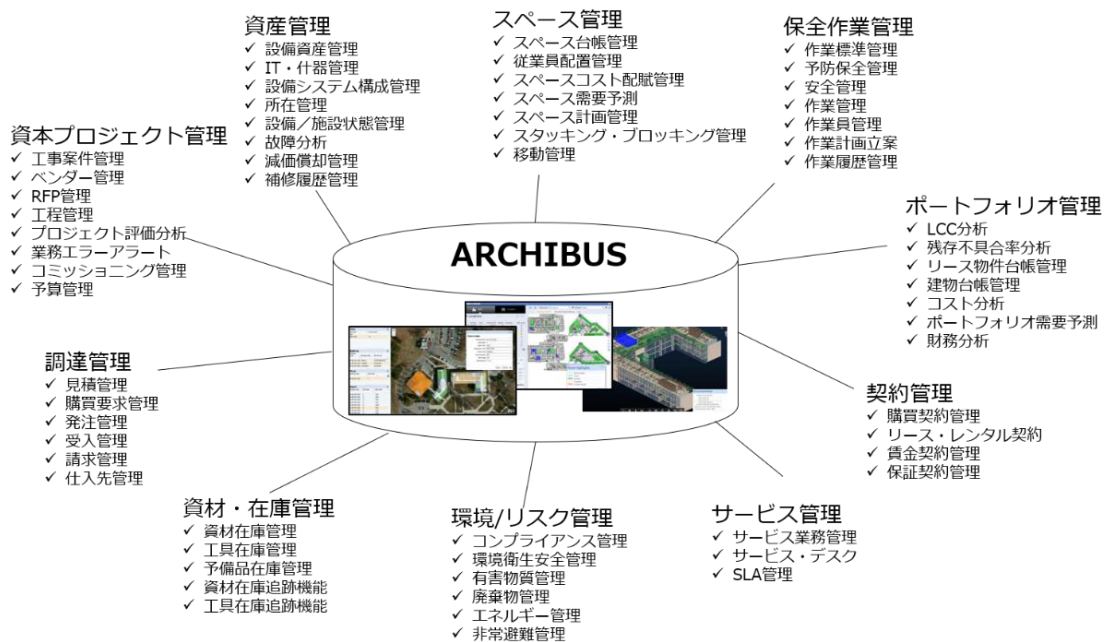 資産管理
✓ 設備資産管理
✓ IT・什器管理
✓ 設備システム構成管理
✓ 所在管理
✓ 設備／施設状態管理
✓ 故障分析
✓ 減価償却管理
✓ 補修履歴管理
スペース管理
✓ スペース台帳管理
✓ 従業員配置管理
✓ スペースコスト配賦管理
✓ スペース需要予測
✓ スペース計画管理
✓ スタッキング・ブロッキング管理
✓ 移動管理
保全作業管理
✓ 作業標準管理
✓ 予防保全管理
✓ 安全管理
✓ 作業管理
✓ 作業員管理
✓ 作業計画立案
✓ 作業履歴管理
資本プロジェクト管理
✓ 工事案件管理
✓ ベンダー管理
✓ RFP管理
✓ 工程管理
✓ プロジェクト評価分析
✓ 業務エラーアラート
✓ コミッショニング管理
✓ 予算管理
ARCHIBUS
ポートフォリオ管理
✓ LCC分析
✓ 残存不具合率分析
✓ リース物件台帳管理
✓ 建物台帳管理
✓ コスト分析
✓ ポートフォリオ需要予測
✓ 財務分析
調達管理
✓ 見積管理
✓ 購買要求管理
✓ 発注管理
✓ 受入管理
✓ 請求管理
✓ 仕入先管理
契約管理
✓ 購買契約管理
✓ リース・レンタル契約
✓ 賃金契約管理
✓ 保証契約管理
資材・在庫管理
✓ 資材在庫管理
✓ 工具在庫管理
✓ 予備品在庫管理
✓ 資材在庫追跡機能
✓ 工具在庫追跡機能
環境/リスク管理
✓ コンプライアンス管理
✓ 環境衛生安全管理
✓ 有害物質管理
✓ 廃棄物管理
✓ エネルギー管理
✓ 非常避難管理
サービス管理
✓ サービス業務管理
✓ サービス・デスク
✓ SLA管理